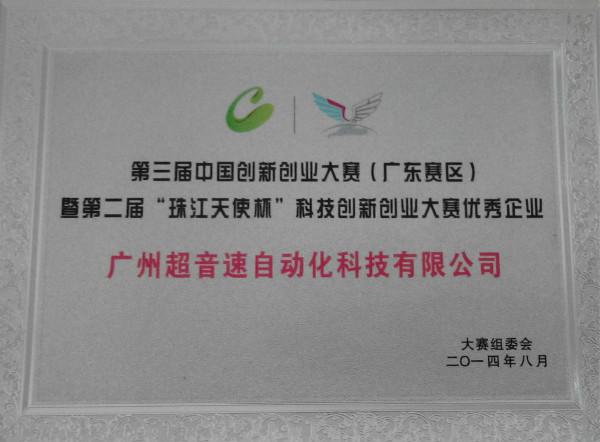 第三届中国创新创业大赛（广东赛区）
暨第二届“珠江天使杯”科技创新创业大赛优秀企业
广州超音速自动化科技有限公司
大赛组委会
二〇一四年八月